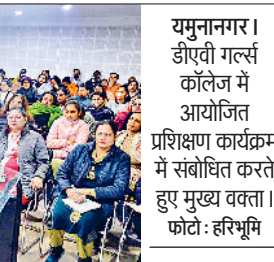 यमुनानगर।
डीएवी गर्ल्स
कॉलेज में
आयोजित
प्रशिक्षण कार्यक्रम
में संबोधित करते
हुए मुख्य वक्ता।
फोटो : हरिभूमि